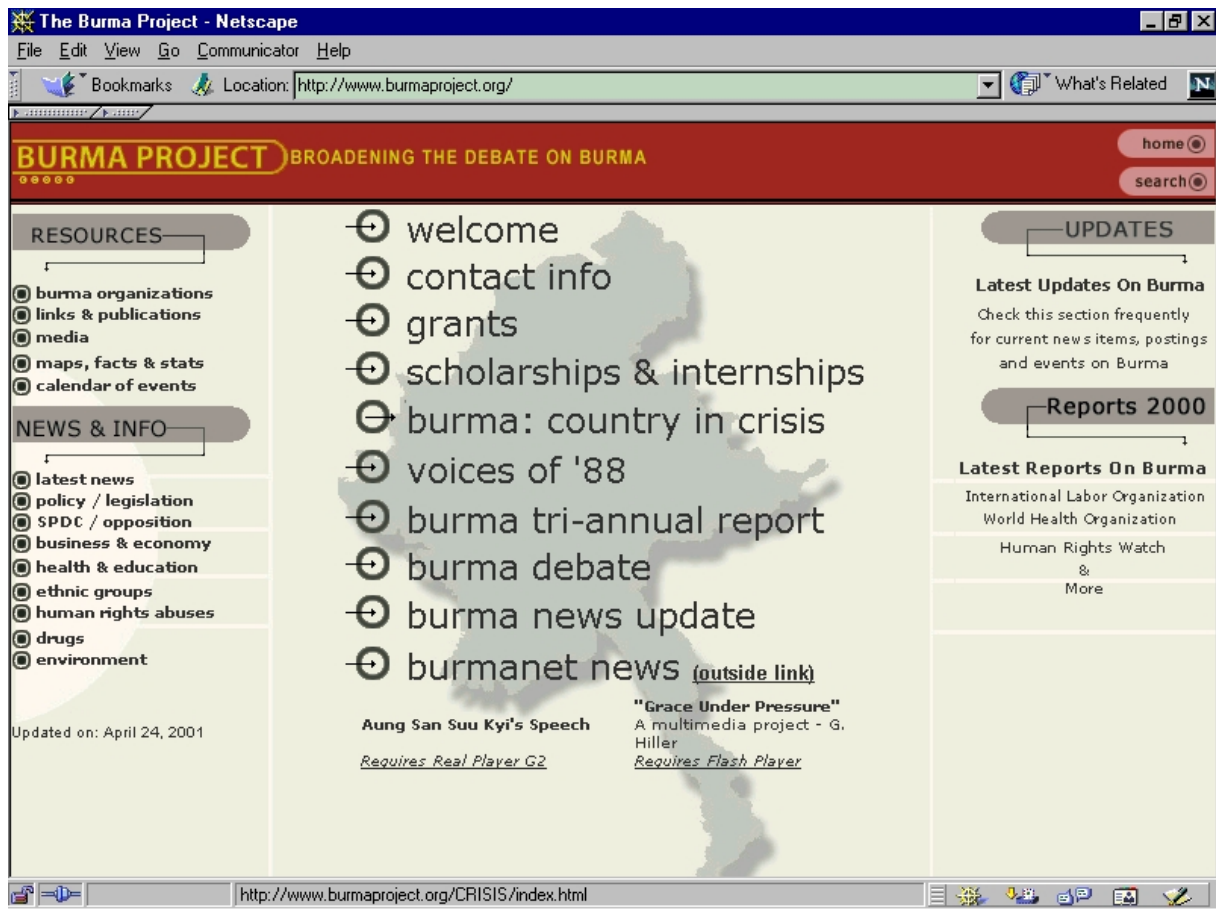 The Burma Project - Netscape
File Edit View Go Communicator Help
Bookmarks Location: http://www.burmaproject.org/ What's Related N
BURMA PROJECT BROADENING THE DEBATE ON BURMA
home
search
RESOURCES
burma organizations
links & publications
media
maps, facts & stats
calendar of events
NEWS & INFO
latest news
policy / legislation
SPDC / opposition
business & economy
health & education
ethnic groups
human rights abuses
drugs
environment
Updated on: April 24, 2001
welcome
contact info
grants
scholarships & internships
burma: country in crisis
voices of '88
burma tri-annual report
burma debate
burma news update
burmanet news (outside link)
Aung San Suu Kyi's Speech
Requires Real Player G2
"Grace Under Pressure"
A multimedia project - G.
Hiller
Requires Flash Player
UPDATES
Latest Updates On Burma
Check this section frequently
for current news items, postings
and events on Burma
Reports 2000
Latest Reports On Burma
International Labor Organization
World Health Organization
Human Rights Watch
&
More
http://www.burmaproject.org/CRISIS/index.html